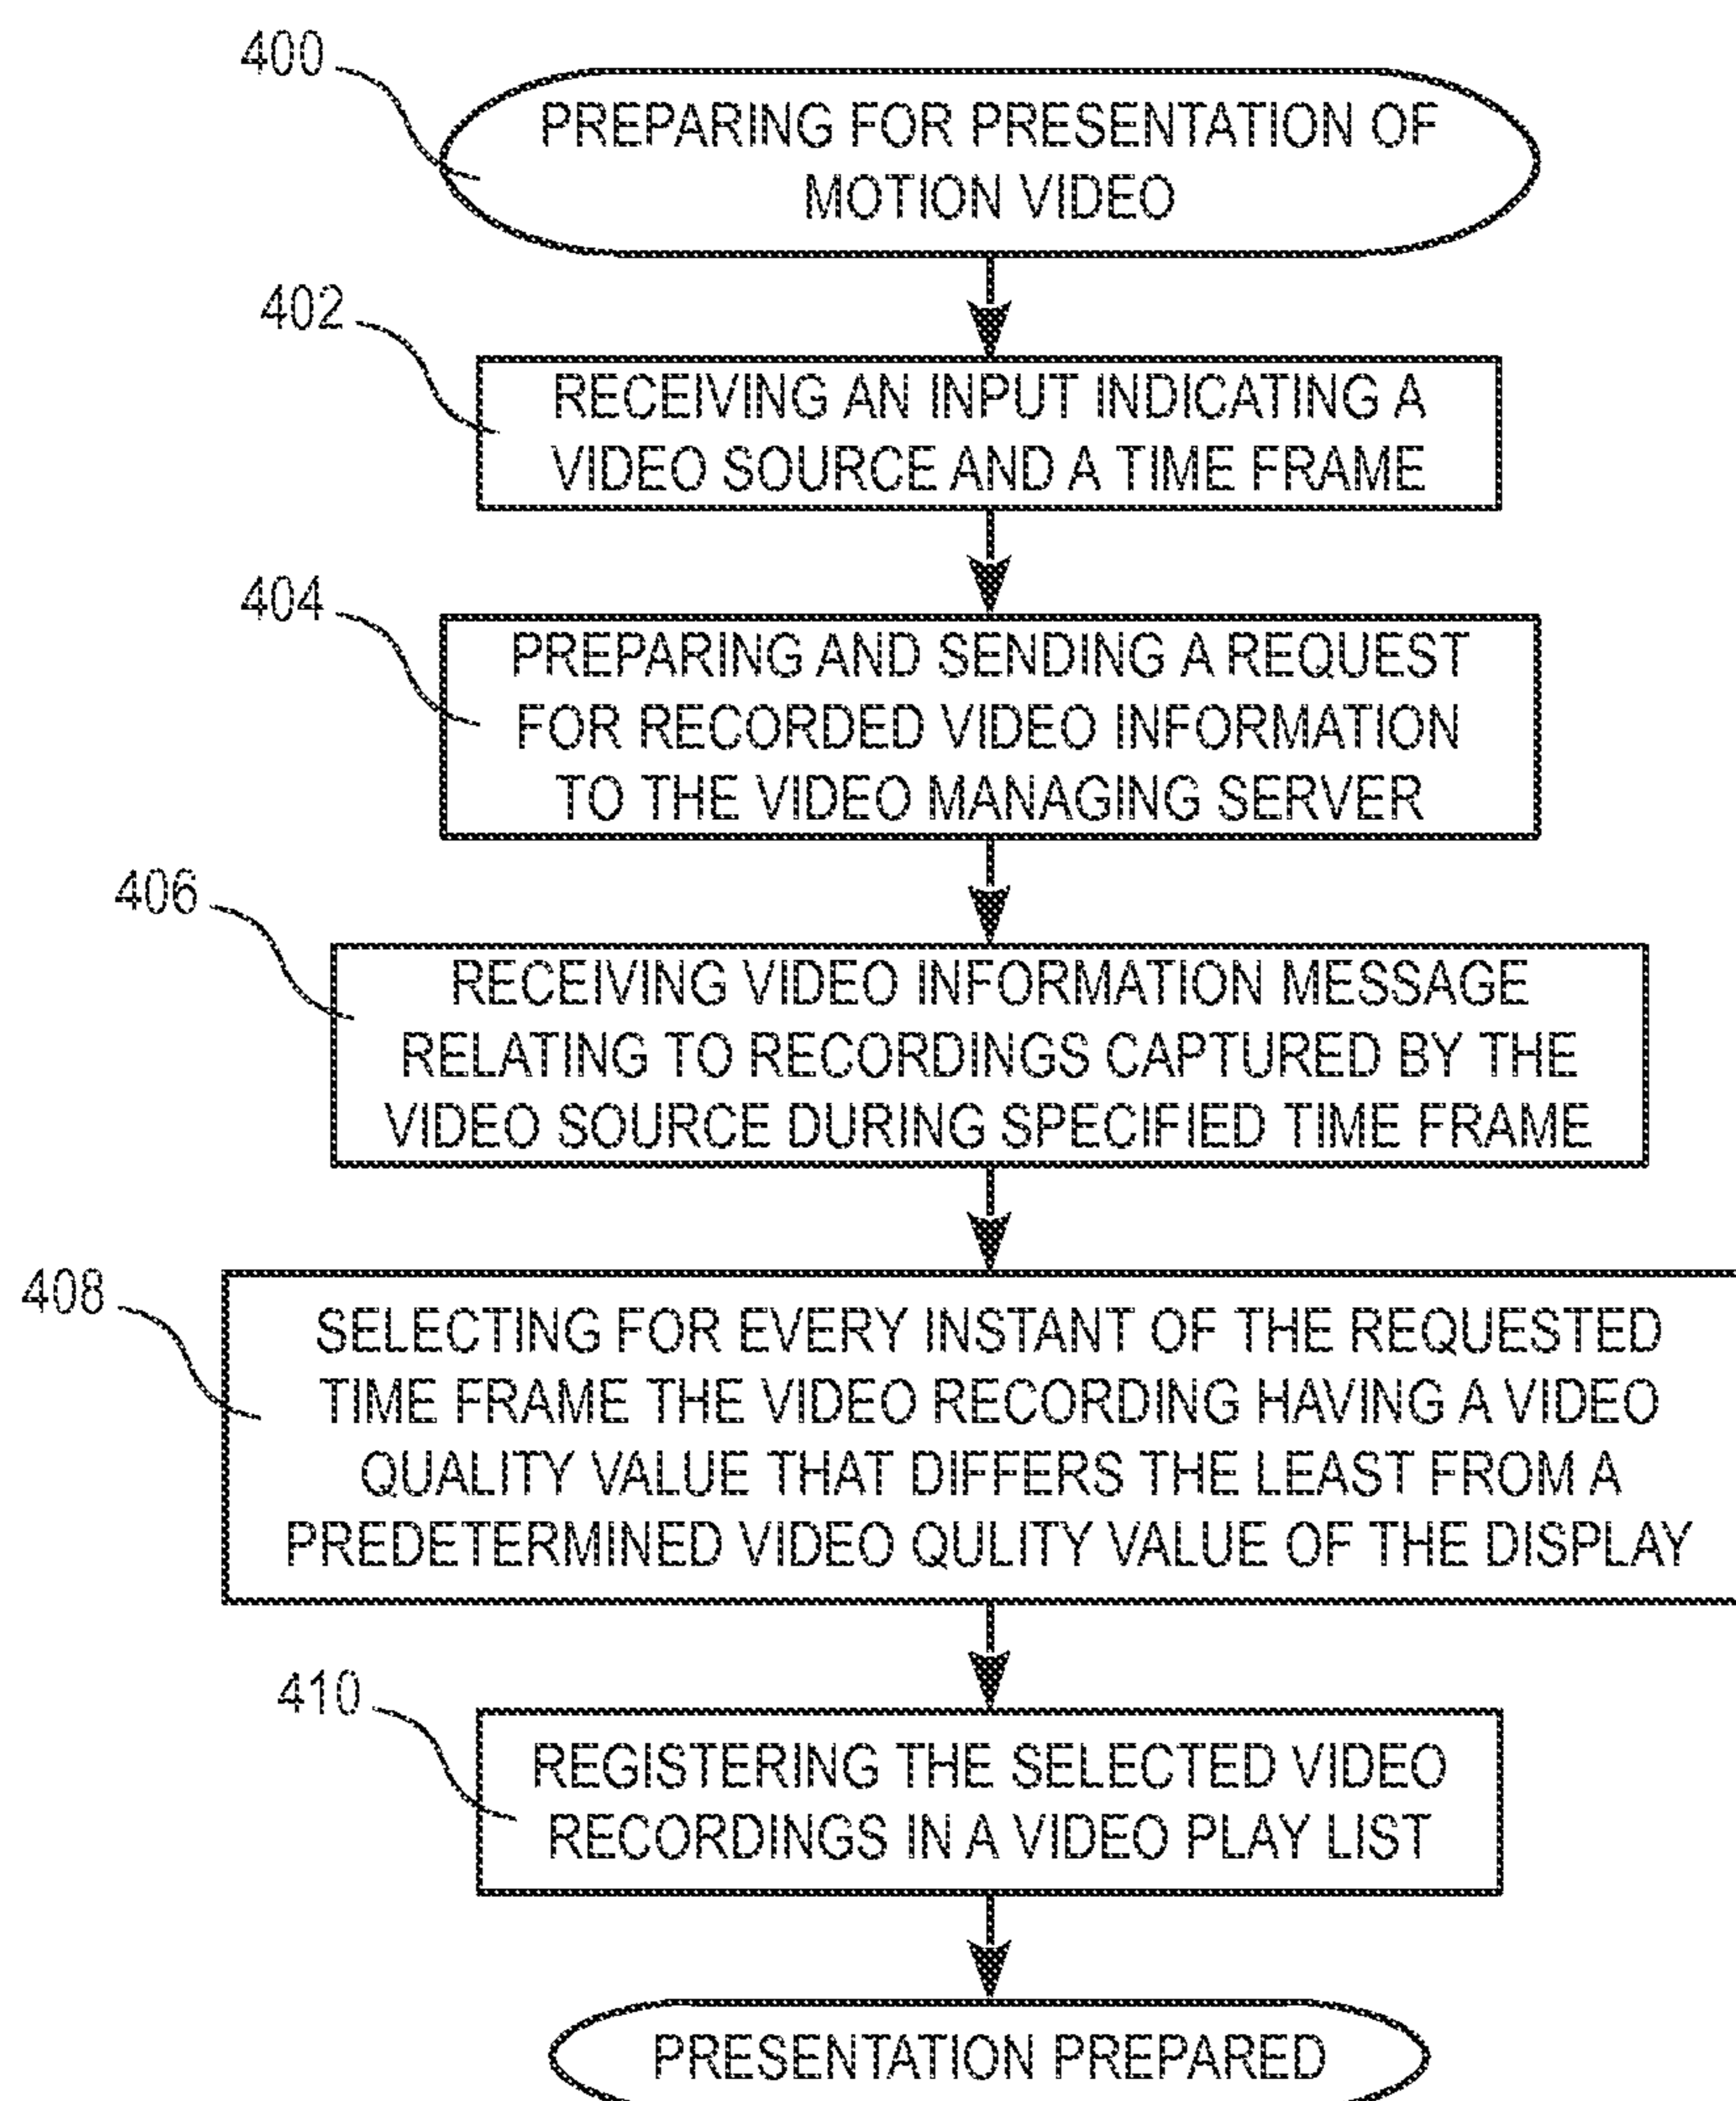 400
PREPARING FOR PRESENTATION OF
MOTION VIDEO
402
RECEIVING AN INPUT INDICATING A
VIDEO SOURCE AND A TIME FRAME
404
PREPARING AND SENDING A REQUEST
FOR RECORDED VIDEO INFORMATION
TO THE VIDEO MANAGING SERVER
406
RECEIVING VIDEO INFORMATION MESSAGE
RELATING TO RECORDINGS CAPTURED BY THE
VIDEO SOURCE DURING SPECIFIED TIME FRAME
408
SELECTING FOR EVERY INSTANT OF THE REQUESTED
TIME FRAME THE VIDEO RECORDING HAVING A VIDEO
QUALITY VALUE THAT DIFFERS THE LEAST FROM A
PREDETERMINED VIDEO QULITY VALUE OF THE DISPLAY
410
REGISTERING THE SELECTED VIDEO
RECORDINGS IN A VIDEO PLAY LIST
PRESENTATION PREPARED